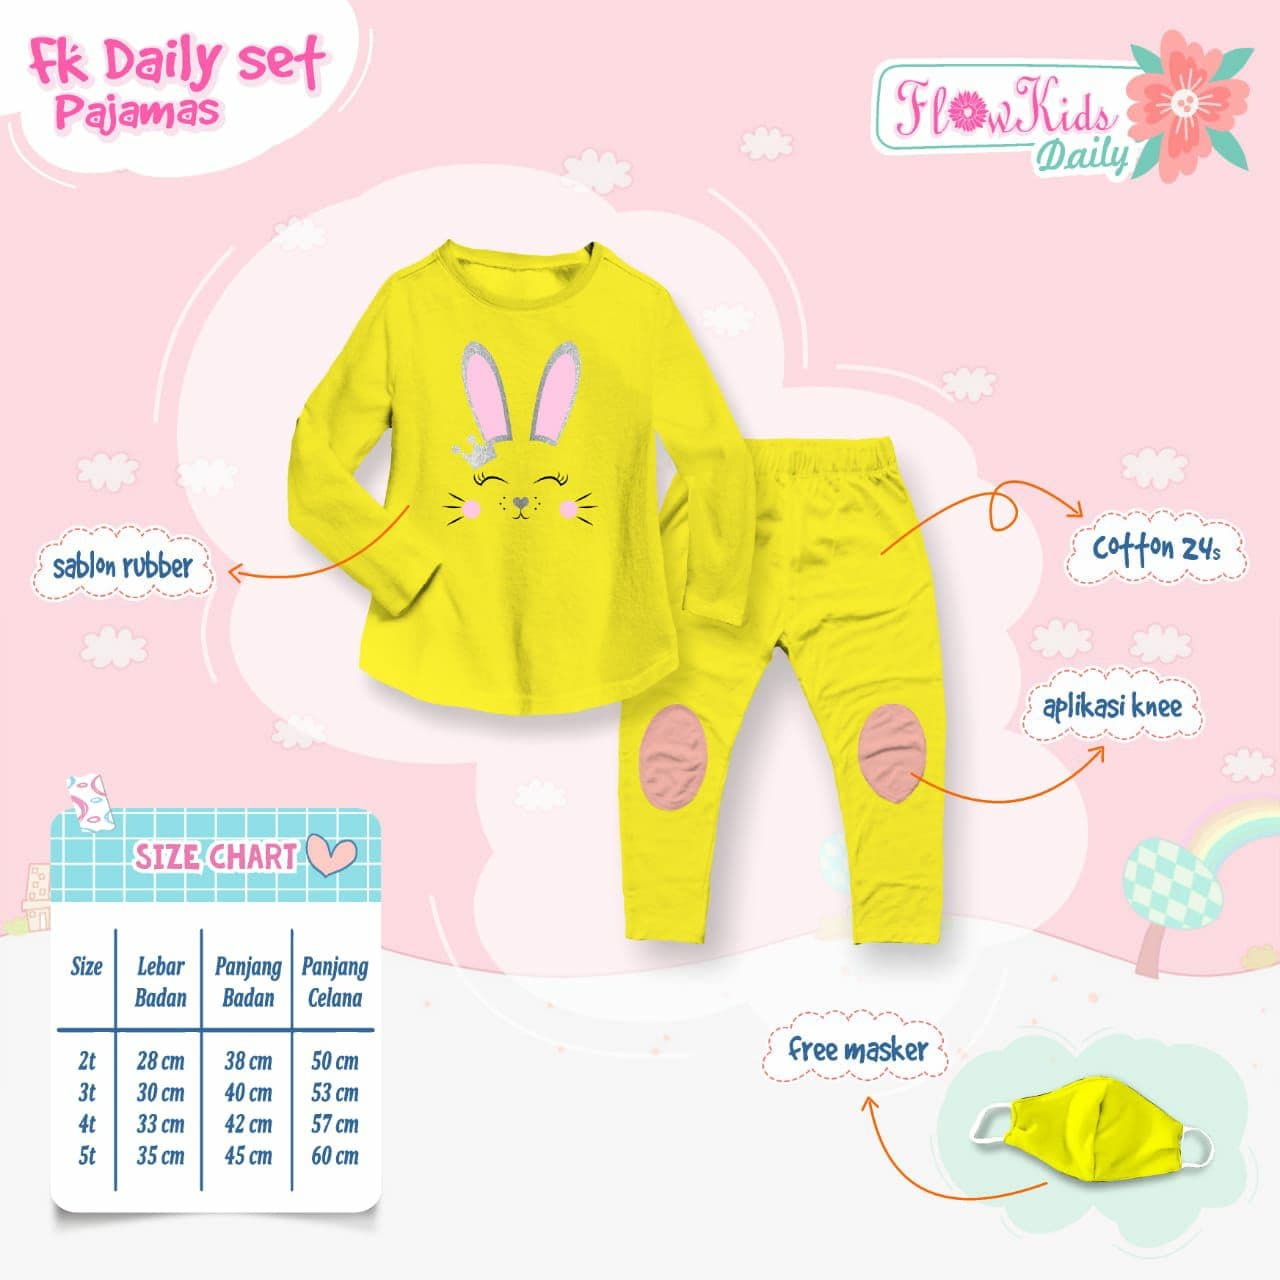 Fk Daily set
Pajamas
FlowKids
Daily
sablon rubber
Cotton 24s
aplikasi knee
SIZE CHART
Size Lebar Badan Panjang Badan Panjang Celana
2t 28 cm 38 cm 50 cm
3t 30 cm 40 cm 53 cm
4t 33 cm 42 cm 57 cm
5t 35 cm 45 cm 60 cm
free masker